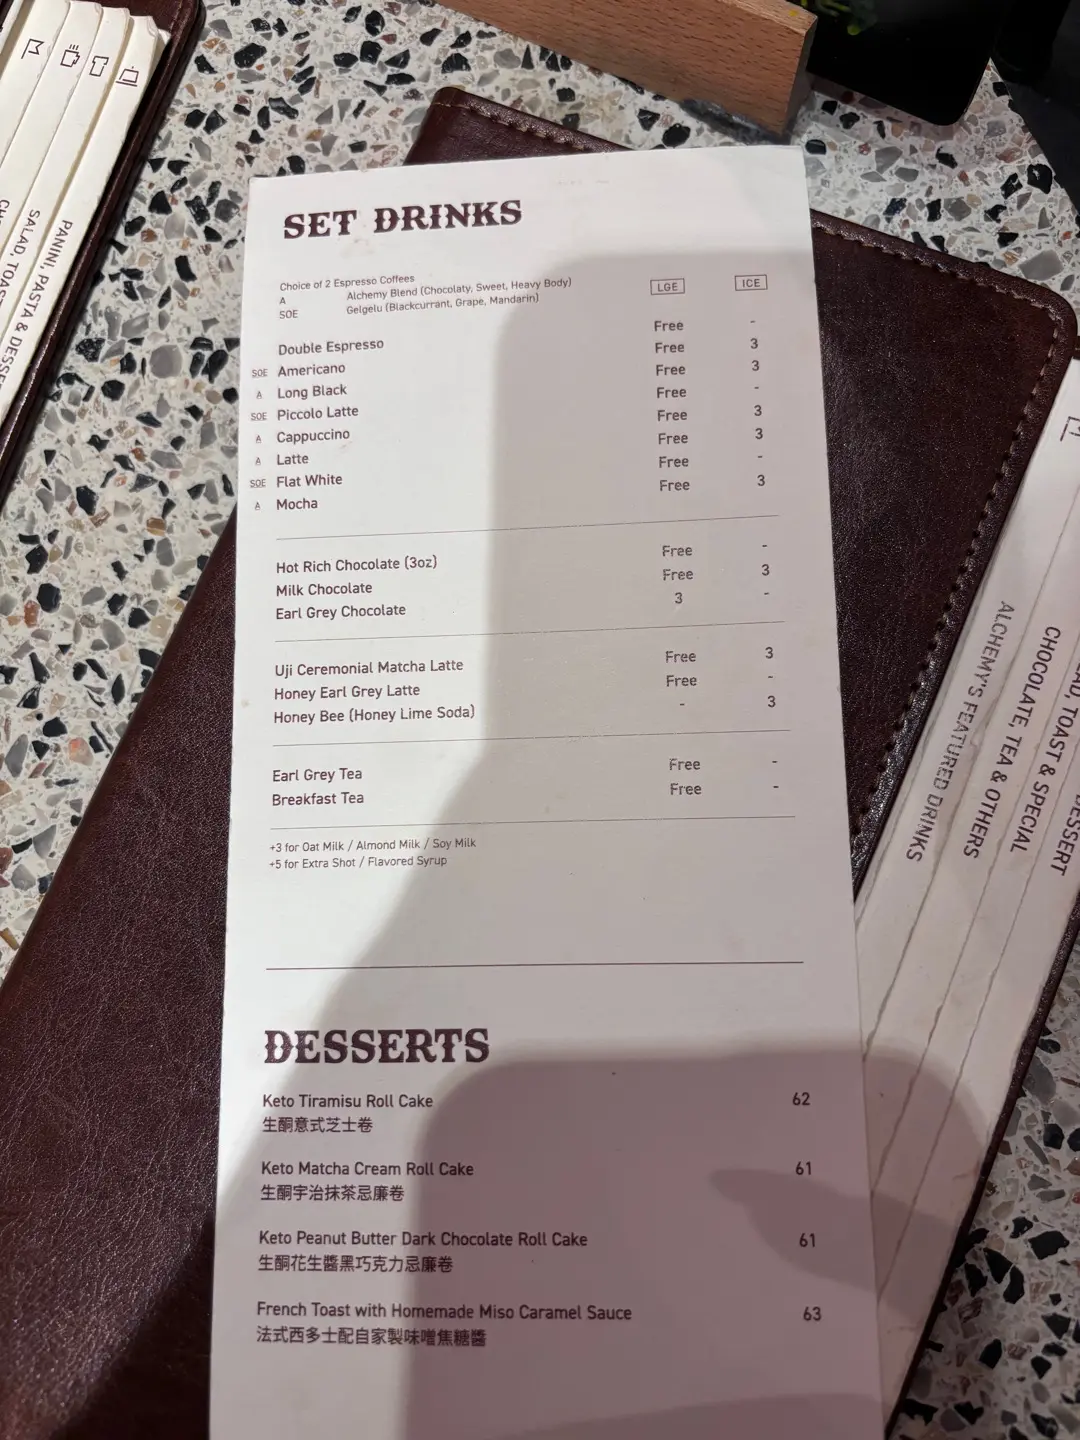 SET DRINKS
Choice of 2 Espresso Coffees
A Alchemy Blend (Chocolaty, Sweet, Heavy Body)
SOE Gelgelu (Blackcurrant, Grape, Mandarin)
LGE ICE
Double Espresso Free -
SOE Americano Free 3
A Long Black Free 3
SOE Piccolo Latte Free -
A Cappuccino Free 3
A Latte Free 3
SOE Flat White Free -
A Mocha Free 3
Hot Rich Chocolate (3oz) Free -
Milk Chocolate Free 3
Earl Grey Chocolate 3 -
Uji Ceremonial Matcha Latte Free 3
Honey Earl Grey Latte Free -
Honey Bee (Honey Lime Soda) - 3
Earl Grey Tea Free -
Breakfast Tea Free -
+3 for Oat Milk / Almond Milk / Soy Milk
+5 for Extra Shot / Flavored Syrup
DESSERTS
Keto Tiramisu Roll Cake 62
生酮意式芝士卷
Keto Matcha Cream Roll Cake 61
生酮宇治抹茶忌廉卷
Keto Peanut Butter Dark Chocolate Roll Cake 61
生酮花生醬黑巧克力忌廉卷
French Toast with Homemade Miso Caramel Sauce 63
法式西多士配自家製味噌焦糖醬
SALAD, TOAST
PANINI, PASTA & DESSE
ALCHEMY'S FEATURED DRINKS
CHOCOLATE, TEA & OTHERS
AD, TOAST & SPECIAL
DESSERT